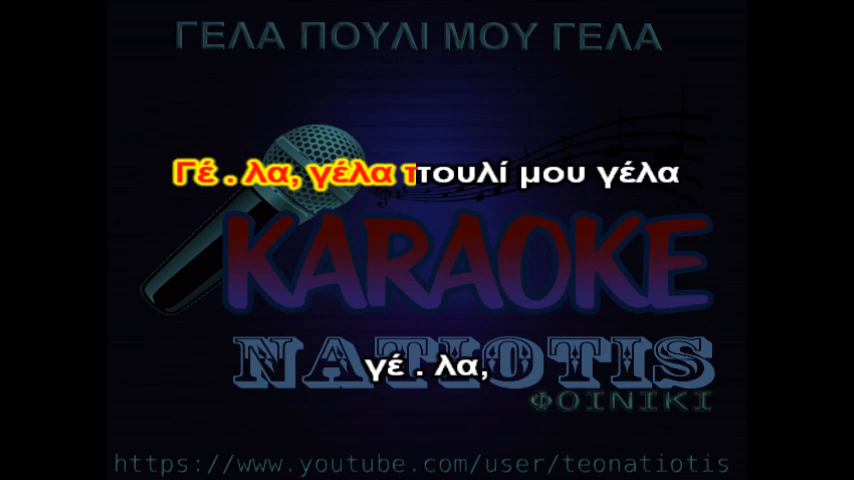 ΓΕΛΑ ΠΟΥΛΙ ΜΟΥ ΓΕΛΑ
Γέ . λα, γέλα πουλί μου γέλα
KARAOKE
NATIOTIS
γέ . λα,
ΦΟΙΝΙΚΙ
https://www.youtube.com/user/teonatiotis